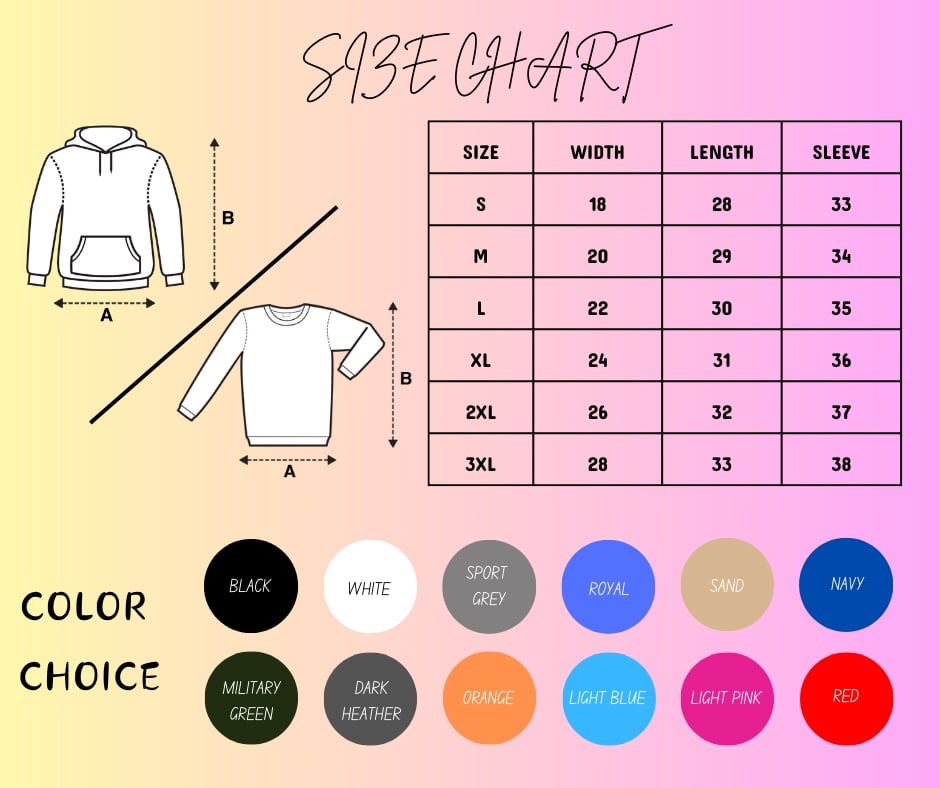 SIZE CHART
B
A
B
A
SIZE WIDTH LENGTH SLEEVE
S 18 28 33
M 20 29 34
L 22 30 35
XL 24 31 36
2XL 26 32 37
3XL 28 33 38
COLOR
CHOICE
BLACK
WHITE
SPORT
GREY
ROYAL
SAND
NAVY
MILITARY
GREEN
DARK
HEATHER
ORANGE
LIGHT BLUE
LIGHT PINK
RED